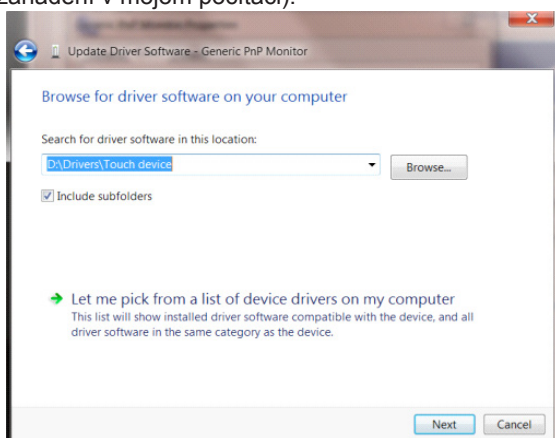 zariadení v mojom počítači).
Update Driver Software - Generic PnP Monitor
Browse for driver software on your computer
Search for driver software in this location:
D:\Drivers\Touch device
Browse...
Include subfolders
Let me pick from a list of device drivers on my computer
This list will show installed driver software compatible with the device, and all
driver software in the same category as the device.
Next Cancel